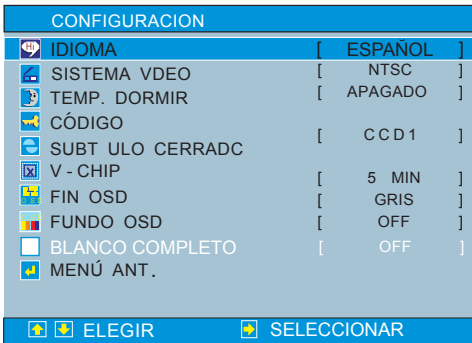 CONFIGURACION
Hi IDIOMA [ ESPAÑOL ]
SISTEMA VDEO [ NTSC ]
TEMP. DORMIR [ APAGADO ]
CÓDIGO
SUBT ULO CERRADC [ CCD1 ]
V - CHIP
FIN OSD [ 5 MIN ]
FUNDO OSD [ GRIS ]
[ OFF ]
BLANCO COMPLETO [ OFF ]
MENÚ ANT.
ELEGIR SELECCIONAR